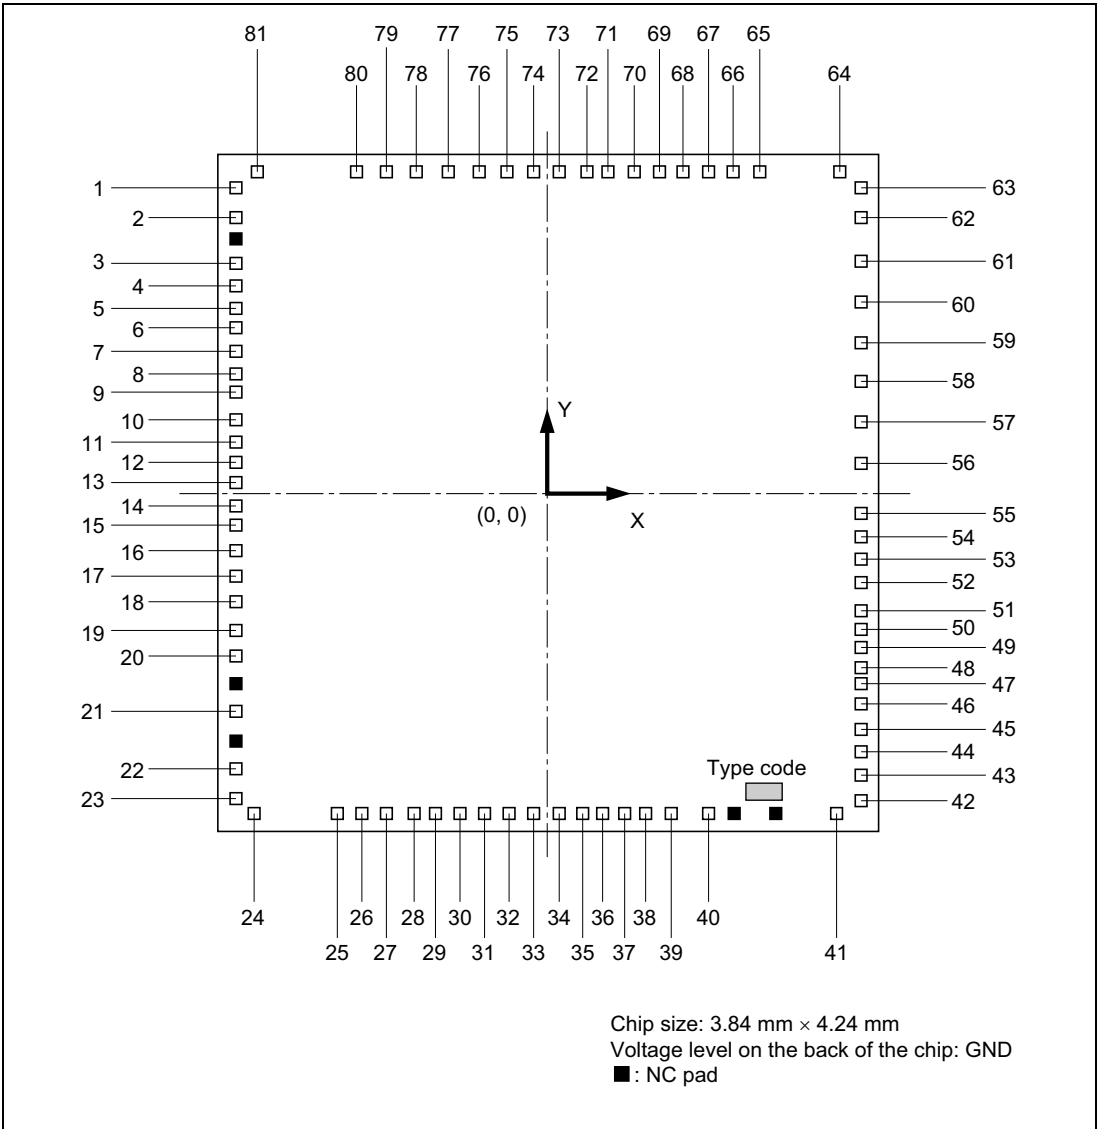 81 79 77 75 73 71 69 67 65
80 78 76 74 72 70 68 66 64
1 63
2 62
3 61
4 60
5 59
6 58
7 57
8 56
9 55
10 54
11 53
12 52
13 51
14 50
15 49
16 48
17 47
18 46
19 45
20 44
21 43
22 42
23
Y
(0, 0) X
Type code
24 26 28 30 32 34 36 38 40 41
25 27 29 31 33 35 37 39
Chip size: 3.84 mm × 4.24 mm
Voltage level on the back of the chip: GND
: NC pad